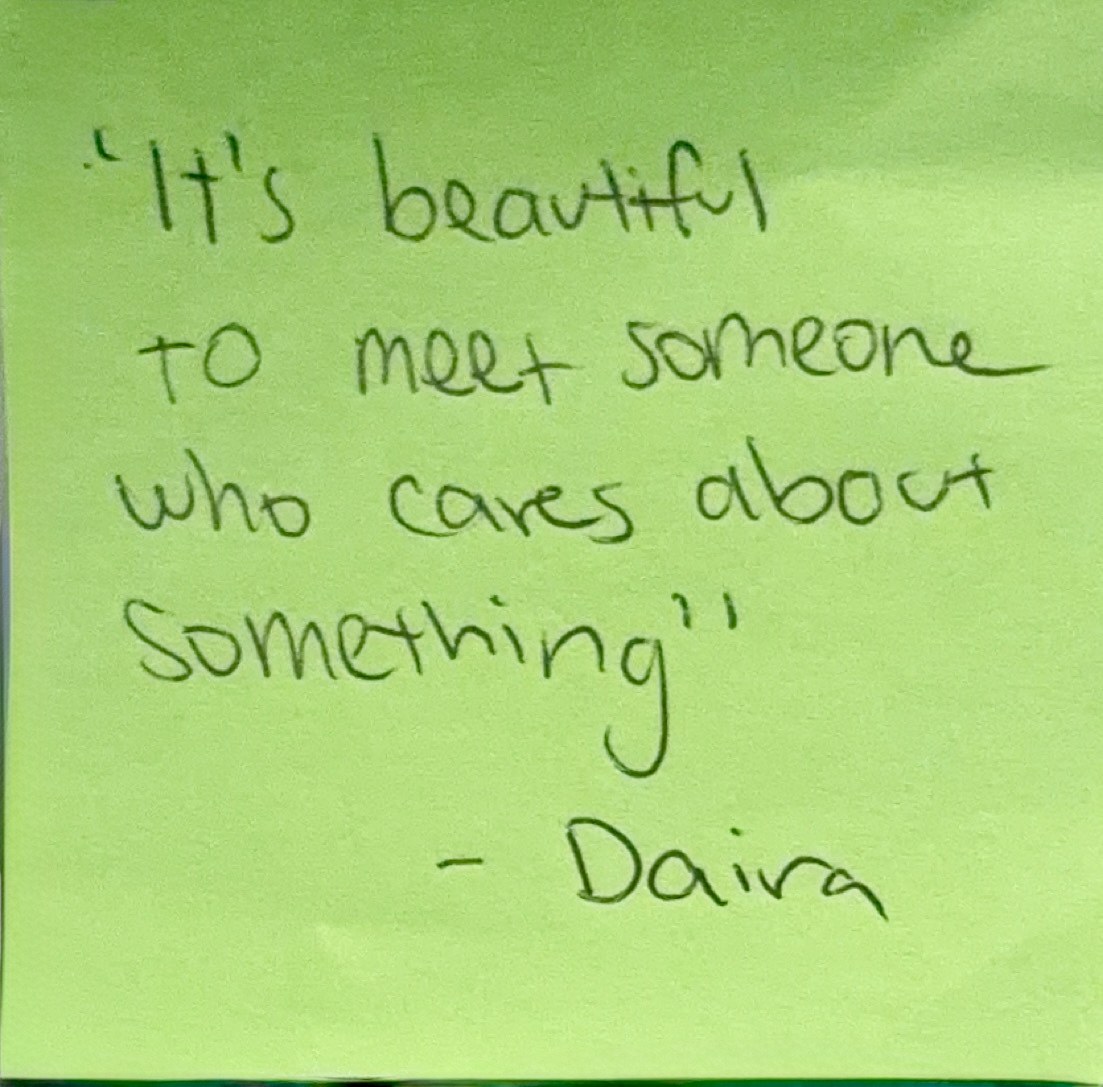 "It's beautiful
to meet someone
who cares about
something"
- Daira